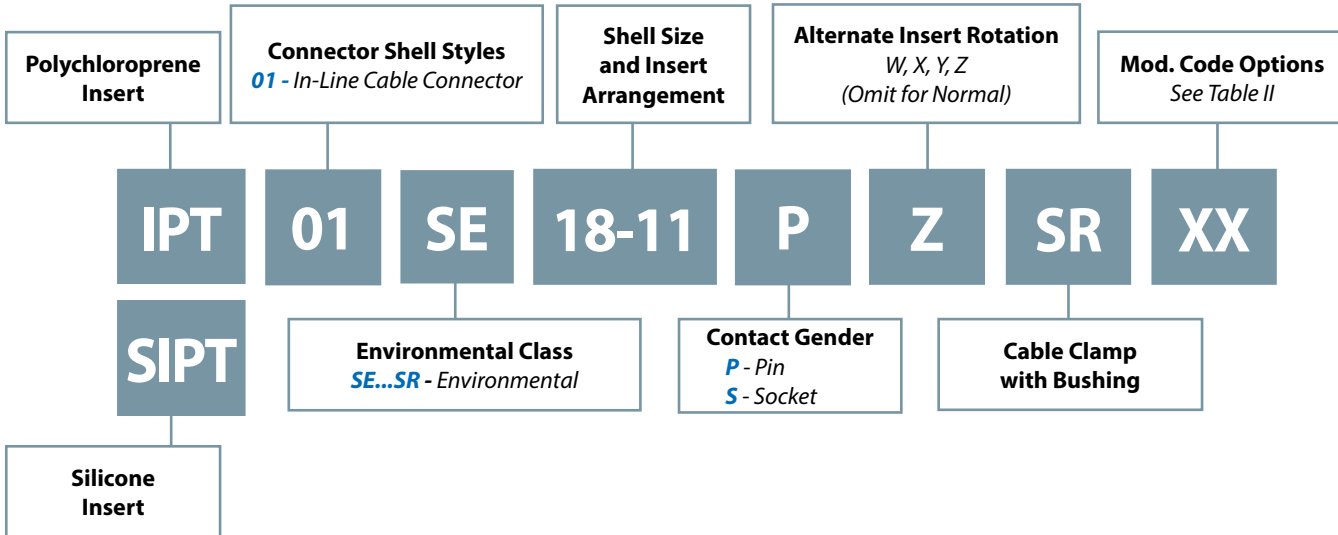 Polychloroprene
Insert
Connector Shell Styles
01 - In-Line Cable Connector
Shell Size
and Insert
Arrangement
Alternate Insert Rotation
W, X, Y, Z
(Omit for Normal)
Mod. Code Options
See Table II
IPT
01
SE
18-11
P
Z
SR
XX
SIPT
Environmental Class
SE...SR - Environmental
Contact Gender
P - Pin
S - Socket
Cable Clamp
with Bushing
Silicone
Insert